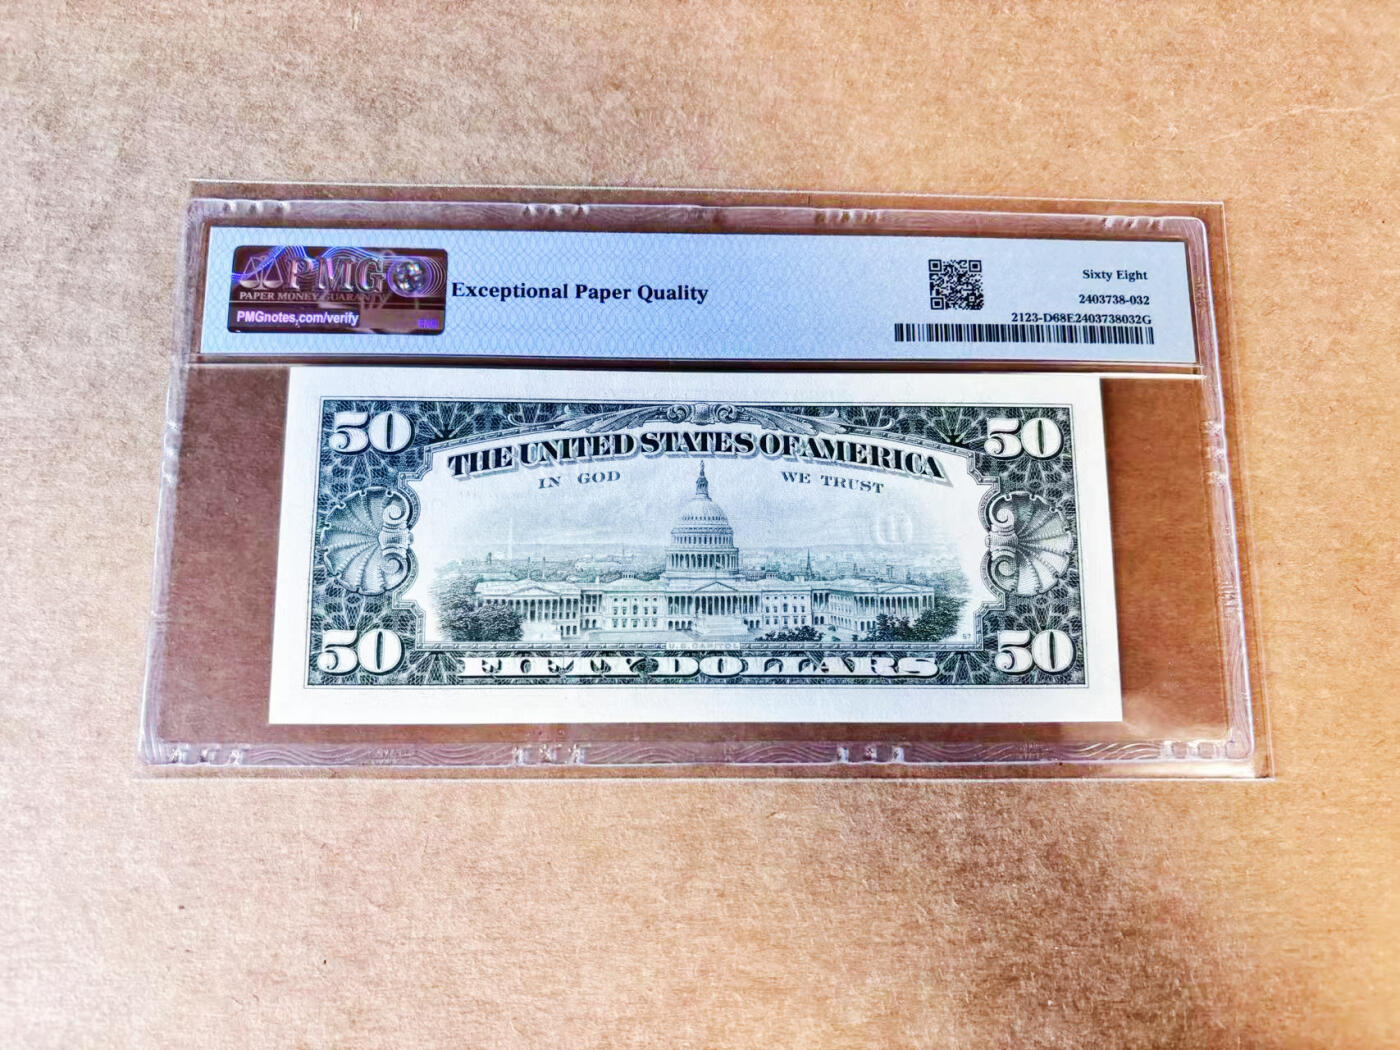 PMG
PAPER MONEY GUARANTY
PMGnotes.com/verify
Exceptional Paper Quality
Sixty Eight
2403738-032
2123-D68E2403738032G
50 50
THE UNITED STATES OF AMERICA
IN GOD WE TRUST
U.S. CAPITOL
50 50
FIFTY DOLLARS